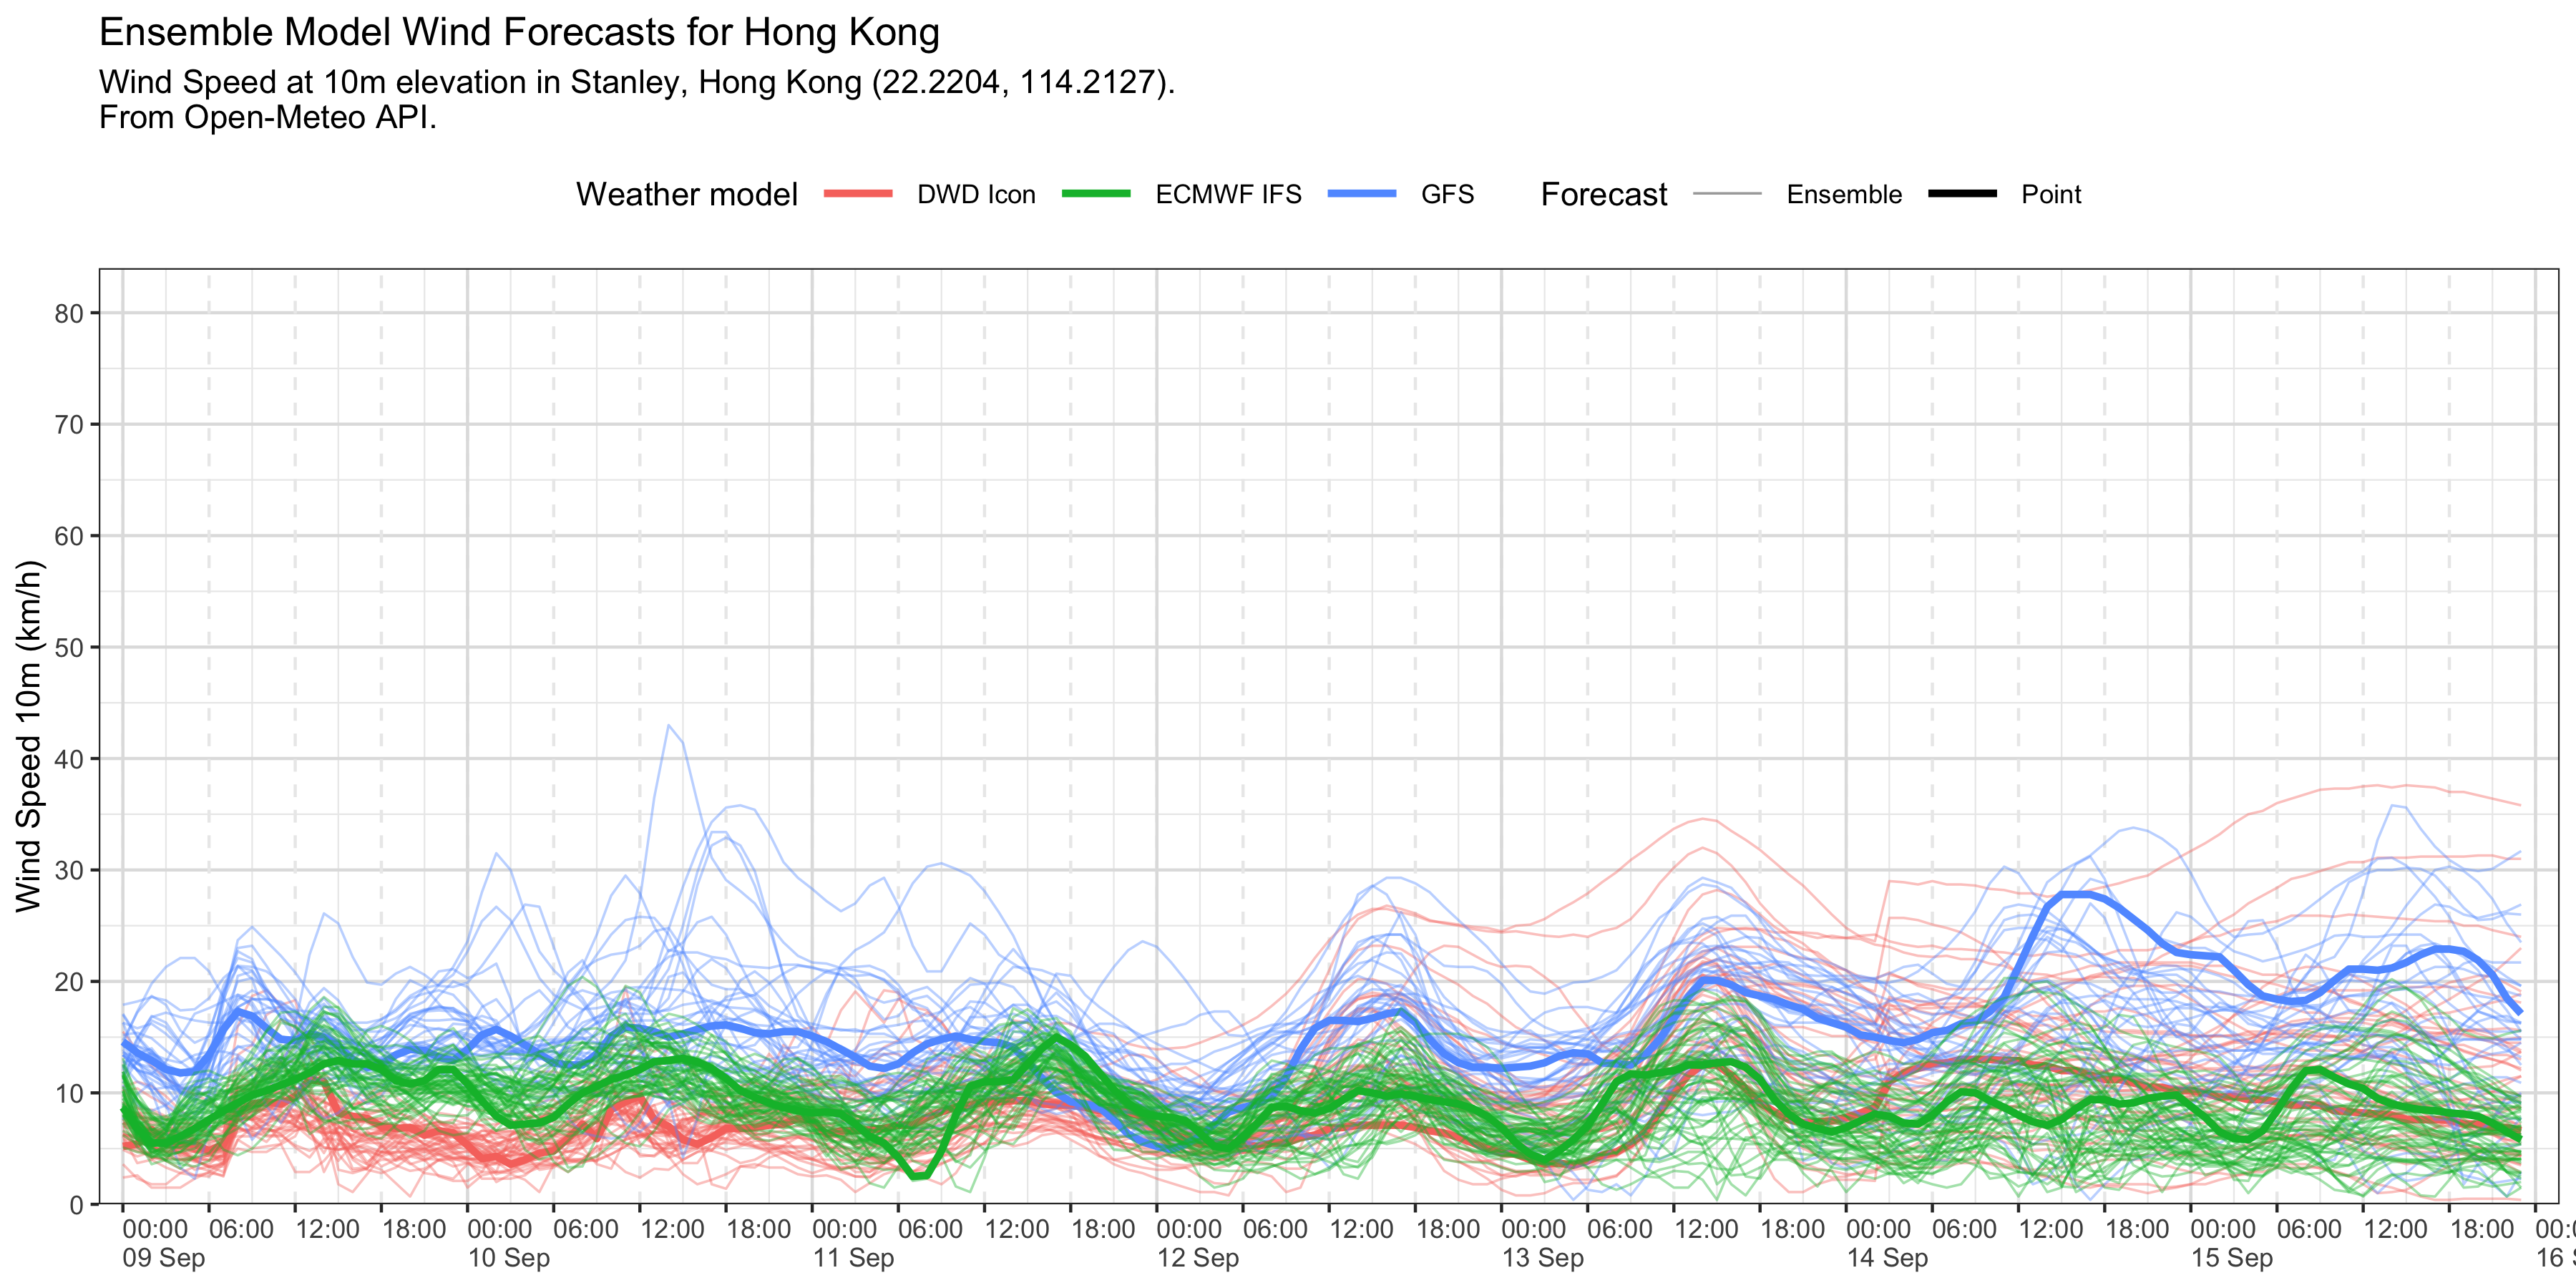 Ensemble Model Wind Forecasts for Hong Kong
Wind Speed at 10m elevation in Stanley, Hong Kong (22.2204, 114.2127).
From Open-Meteo API.
Weather model DWD Icon ECMWF IFS GFS Forecast Ensemble Point
Wind Speed 10m (km/h)
80
70
60
50
40
30
20
10
0
00:00 06:00 12:00 18:00 00:00 06:00 12:00 18:00 00:00 06:00 12:00 18:00 00:00 06:00 12:00 18:00 00:00 06:00 12:00 18:00 00:00 06:00 12:00 18:00 00:00 06:00 12:00 18:00 00:0
09 Sep 10 Sep 11 Sep 12 Sep 13 Sep 14 Sep 15 Sep 16 S